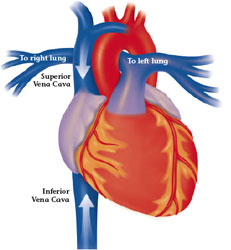 To right lung
To left lung
Superior
Vena Cava
Inferior
Vena Cava